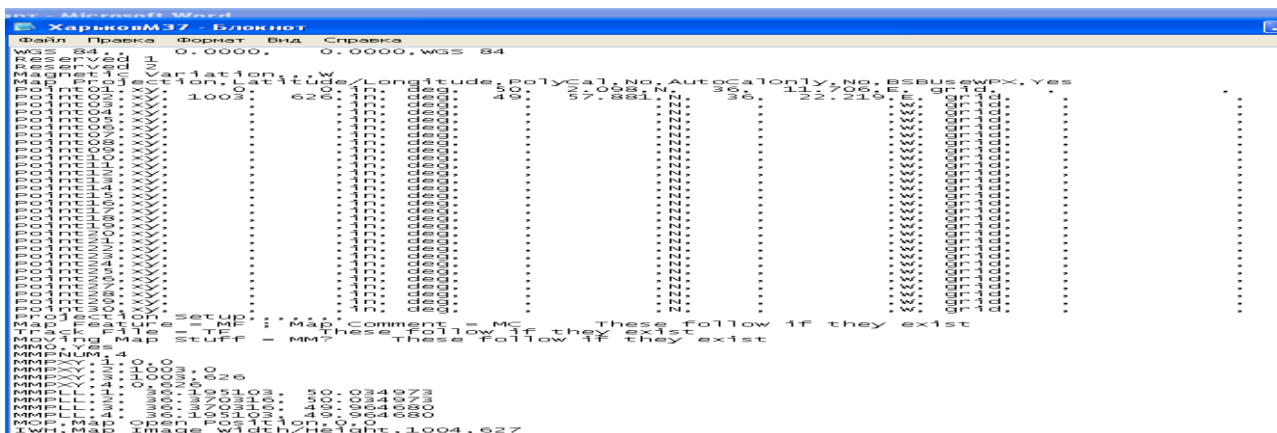 орт - Microsoft Word
ХарьковМ37 - Блокнот
Файл Правка Формат Вид Справка
WGS 84,, 0.0000, 0.0000,WGS 84
Reserved 1
Reserved 2
Magnetic Variation,,,W
Map Projection,Latitude/Longitude,PolyCal,No,AutoCalOnly,No,BSBUseWPX,Yes
Point01,xy, 0, 0,in, deg, 50, 2.098,N, 36, 11.706,E, grid, , ,
Point02,xy, 1003, 626,in, deg, 49, 57.881,N, 36, 22.219,E, grid, , ,
Point03,xy, , ,in, deg, , ,N, , ,W, grid, , ,
Point04,xy, , ,in, deg, , ,N, , ,W, grid, , ,
Point05,xy, , ,in, deg, , ,N, , ,W, grid, , ,
Point06,xy, , ,in, deg, , ,N, , ,W, grid, , ,
Point07,xy, , ,in, deg, , ,N, , ,W, grid, , ,
Point08,xy, , ,in, deg, , ,N, , ,W, grid, , ,
Point09,xy, , ,in, deg, , ,N, , ,W, grid, , ,
Point10,xy, , ,in, deg, , ,N, , ,W, grid, , ,
Point11,xy, , ,in, deg, , ,N, , ,W, grid, , ,
Point12,xy, , ,in, deg, , ,N, , ,W, grid, , ,
Point13,xy, , ,in, deg, , ,N, , ,W, grid, , ,
Point14,xy, , ,in, deg, , ,N, , ,W, grid, , ,
Point15,xy, , ,in, deg, , ,N, , ,W, grid, , ,
Point16,xy, , ,in, deg, , ,N, , ,W, grid, , ,
Point17,xy, , ,in, deg, , ,N, , ,W, grid, , ,
Point18,xy, , ,in, deg, , ,N, , ,W, grid, , ,
Point19,xy, , ,in, deg, , ,N, , ,W, grid, , ,
Point20,xy, , ,in, deg, , ,N, , ,W, grid, , ,
Point21,xy, , ,in, deg, , ,N, , ,W, grid, , ,
Point22,xy, , ,in, deg, , ,N, , ,W, grid, , ,
Point23,xy, , ,in, deg, , ,N, , ,W, grid, , ,
Point24,xy, , ,in, deg, , ,N, , ,W, grid, , ,
Point25,xy, , ,in, deg, , ,N, , ,W, grid, , ,
Point26,xy, , ,in, deg, , ,N, , ,W, grid, , ,
Point27,xy, , ,in, deg, , ,N, , ,W, grid, , ,
Point28,xy, , ,in, deg, , ,N, , ,W, grid, , ,
Point29,xy, , ,in, deg, , ,N, , ,W, grid, , ,
Point30,xy, , ,in, deg, , ,N, , ,W, grid, , ,
Projection Setup,,,,,,,,,,
Map Feature = MF ; Map Comment = MC These follow if they exist
Track File = TF These follow if they exist
Moving Map Stuff = MM? These follow if they exist
MM0,Yes
MMPNUM,4
MMPXY,1,0,0
MMPXY,2,1003,0
MMPXY,3,1003,626
MMPXY,4,0,626
MMPLL,1, 36.195103, 50.034973
MMPLL,2, 36.370316, 50.034973
MMPLL,3, 36.370316, 49.964680
MMPLL,4, 36.195103, 49.964680
MOP,Map Open Position,0,0
IWH,Map Image Width/Height,1004,627